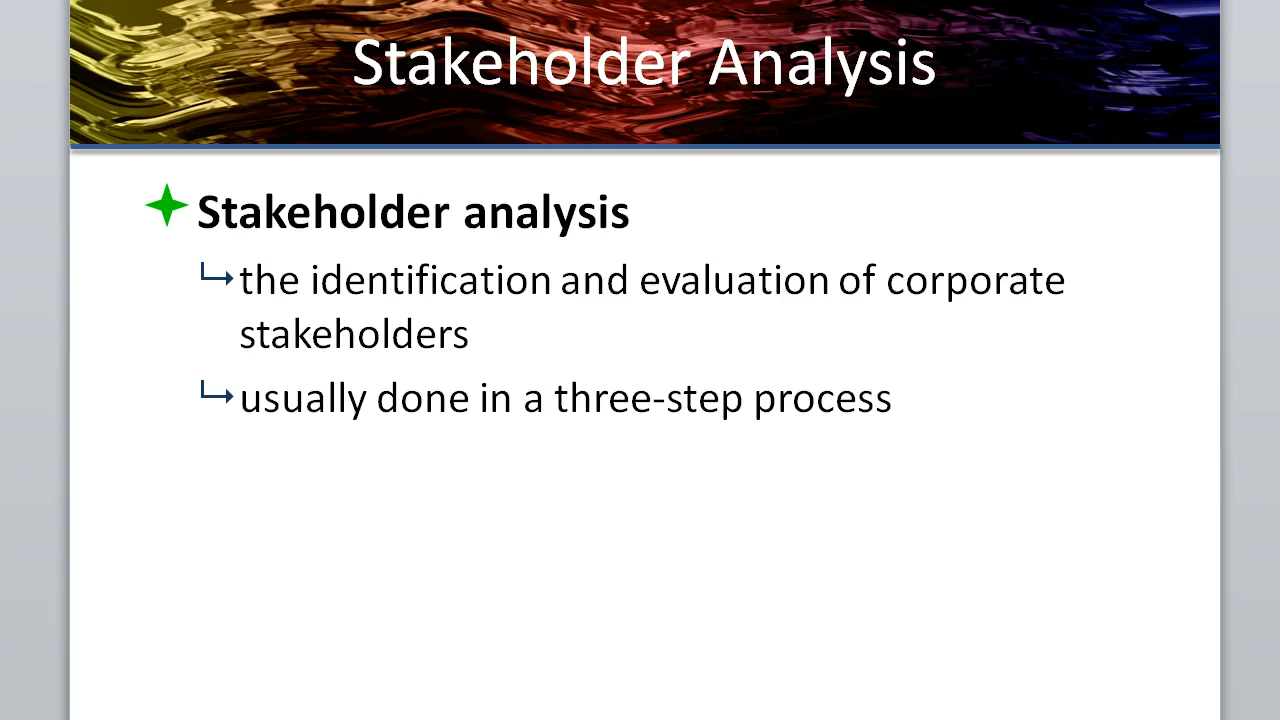 Stakeholder Analysis
Stakeholder analysis
the identification and evaluation of corporate
stakeholders
usually done in a three-step process